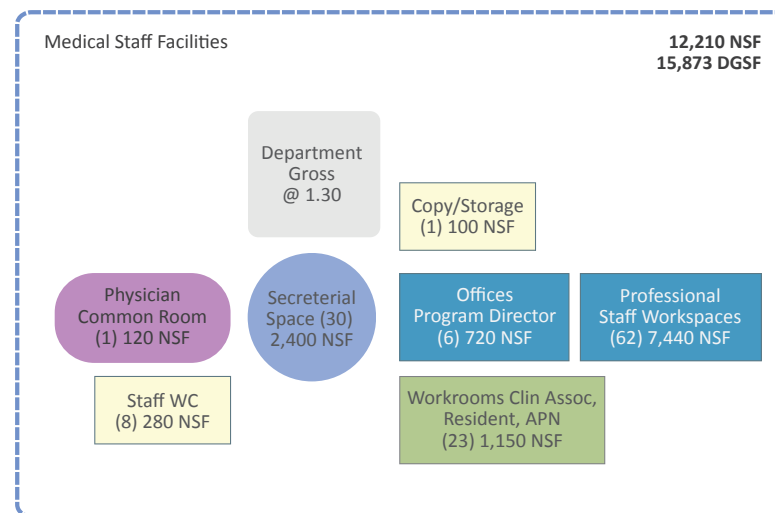 Medical Staff Facilities
12,210 NSF
15,873 DGSF
Department
Gross
@ 1.30
Copy/Storage
(1) 100 NSF
Physician
Common Room
(1) 120 NSF
Secreterial
Space (30)
2,400 NSF
Offices
Program Director
(6) 720 NSF
Professional
Staff Workspaces
(62) 7,440 NSF
Staff WC
(8) 280 NSF
Workrooms Clin Assoc,
Resident, APN
(23) 1,150 NSF